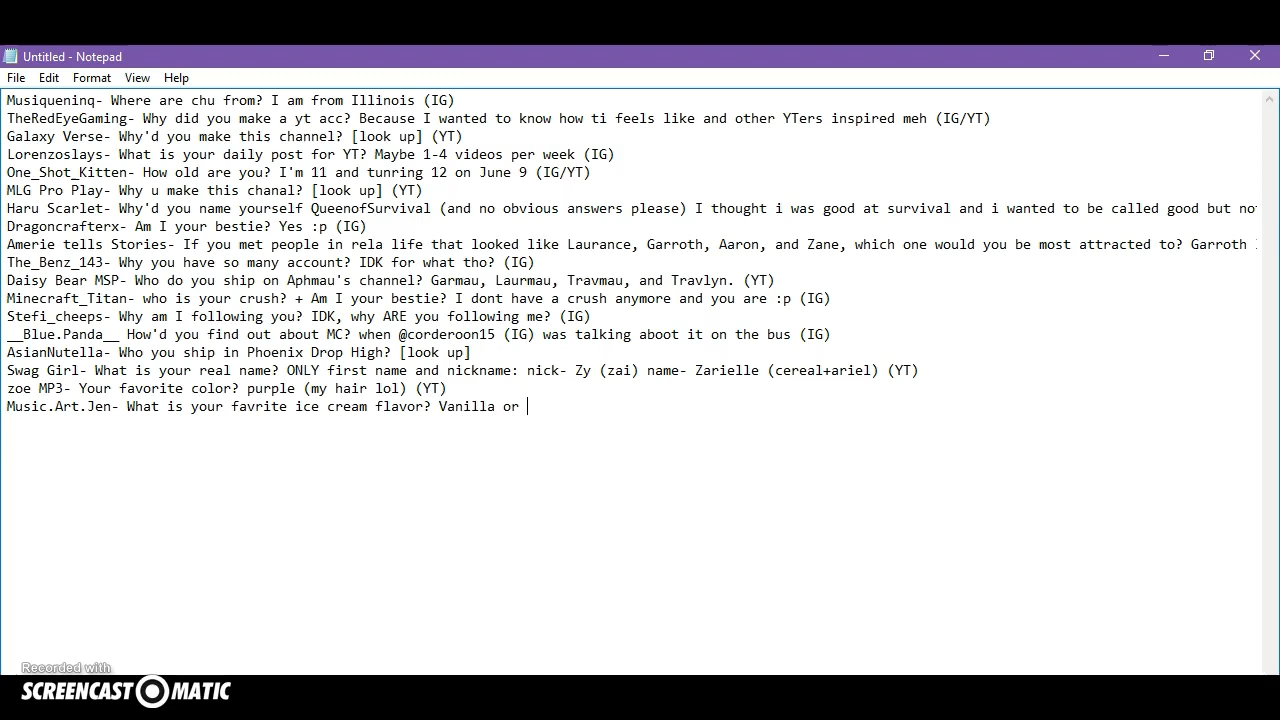 Untitled - Notepad
File Edit Format View Help
Musiqueninq- Where are chu from? I am from Illinois (IG)
TheRedEyeGaming- Why did you make a yt acc? Because I wanted to know how ti feels like and other YTers inspired meh (IG/YT)
Galaxy Verse- Why'd you make this channel? [look up] (YT)
Lorenzoslays- What is your daily post for YT? Maybe 1-4 videos per week (IG)
One_Shot_Kitten- How old are you? I'm 11 and tunring 12 on June 9 (IG/YT)
MLG Pro Play- Why u make this chanal? [look up] (YT)
Haru Scarlet- Why'd you name yourself QueenofSurvival (and no obvious answers please) I thought i was good at survival and i wanted to be called good but no
Dragoncrafterx- Am I your bestie? Yes :p (IG)
Amerie tells Stories- If you met people in rela life that looked like Laurance, Garroth, Aaron, and Zane, which one would you be most attracted to? Garroth
The_Benz_143- Why you have so many account? IDK for what tho? (IG)
Daisy Bear MSP- Who do you ship on Aphmau's channel? Garmau, Laurmau, Travmau, and Travlyn. (YT)
Minecraft_Titan- who is your crush? + Am I your bestie? I dont have a crush anymore and you are :p (IG)
Stefi_cheeps- Why am I following you? IDK, why ARE you following me? (IG)
__Blue.Panda__ How'd you find out about MC? when @corderoon15 (IG) was talking aboot it on the bus (IG)
AsianNutella- Who you ship in Phoenix Drop High? [look up]
Swag Girl- What is your real name? ONLY first name and nickname: nick- Zy (zai) name- Zarielle (cereal+ariel) (YT)
zoe MP3- Your favorite color? purple (my hair lol) (YT)
Music.Art.Jen- What is your favrite ice cream flavor? Vanilla or
Recorded with
SCREENCAST-O-MATIC